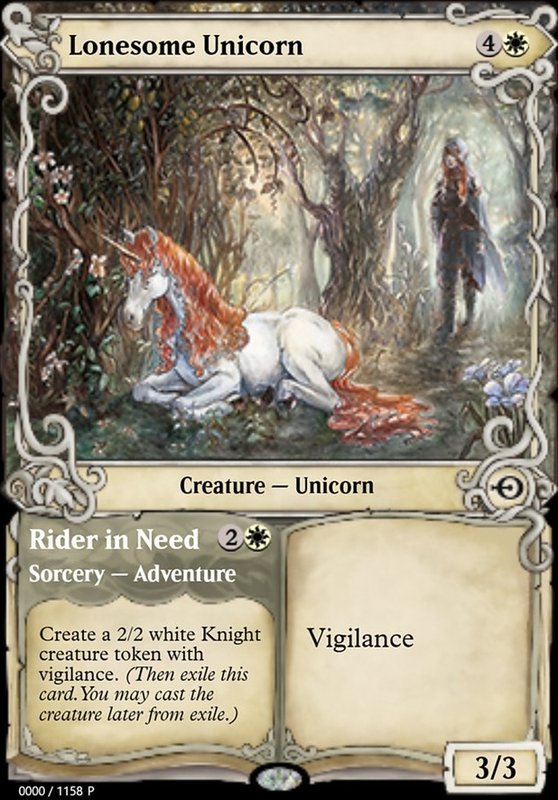 Lonesome Unicorn 4
Creature — Unicorn
Rider in Need 2
Sorcery — Adventure
Create a 2/2 white Knight
creature token with
vigilance. (Then exile this
card.You may cast the
creature later from exile.)
Vigilance
3/3
0000 / 1158 P